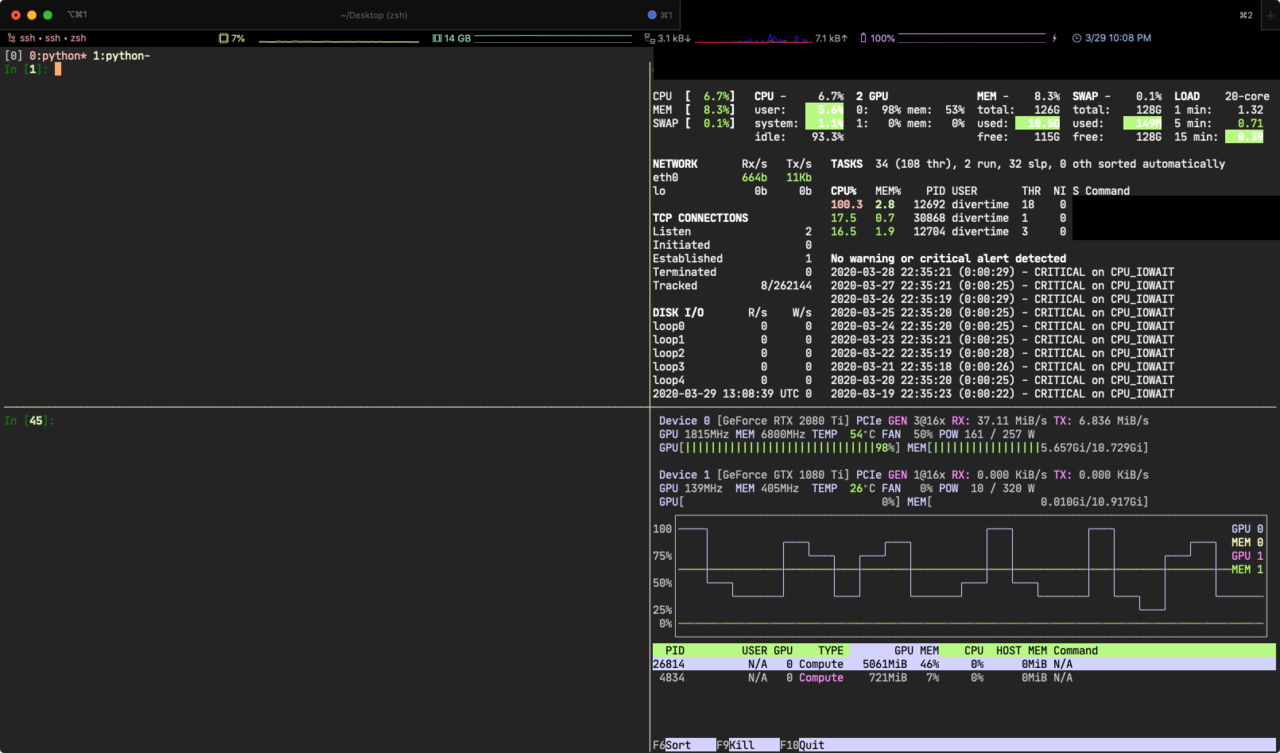 ⌥⌘1 ~/Desktop (zsh) ⌘1 ⌘2
ssh • ssh • zsh 7% 14 GB 3.1 kB↓ 7.1 kB↑ 100% 3/29 10:08 PM
[0] 0:python* 1:python-
In [1]:
In [45]:
CPU [ 6.7%] CPU - 6.7% 2 GPU MEM - 8.3% SWAP - 0.1% LOAD 20-core
MEM [ 8.3%] user: 5.6% 0: 98% mem: 53% total: 126G total: 128G 1 min: 1.32
SWAP [ 0.1%] system: 1.1% 1: 0% mem: 0% used: 10.5G used: 149M 5 min: 0.71
idle: 93.3% free: 115G free: 128G 15 min: 0.39
NETWORK Rx/s Tx/s TASKS 34 (108 thr), 2 run, 32 slp, 0 oth sorted automatically
eth0 664b 11Kb
lo 0b 0b CPU% MEM% PID USER THR NI S Command
100.3 2.8 12692 divertime 18 0
TCP CONNECTIONS 17.5 0.7 30868 divertime 1 0
Listen 2 16.5 1.9 12704 divertime 3 0
Initiated 0
Established 1 No warning or critical alert detected
Terminated 0 2020-03-28 22:35:21 (0:00:29) - CRITICAL on CPU_IOWAIT
Tracked 8/262144 2020-03-27 22:35:21 (0:00:25) - CRITICAL on CPU_IOWAIT
2020-03-26 22:35:19 (0:00:29) - CRITICAL on CPU_IOWAIT
DISK I/O R/s W/s 2020-03-25 22:35:20 (0:00:25) - CRITICAL on CPU_IOWAIT
loop0 0 0 2020-03-24 22:35:20 (0:00:25) - CRITICAL on CPU_IOWAIT
loop1 0 0 2020-03-23 22:35:21 (0:00:25) - CRITICAL on CPU_IOWAIT
loop2 0 0 2020-03-22 22:35:19 (0:00:28) - CRITICAL on CPU_IOWAIT
loop3 0 0 2020-03-21 22:35:18 (0:00:26) - CRITICAL on CPU_IOWAIT
loop4 0 0 2020-03-20 22:35:20 (0:00:25) - CRITICAL on CPU_IOWAIT
2020-03-29 13:08:39 UTC 0 2020-03-19 22:35:23 (0:00:22) - CRITICAL on CPU_IOWAIT
Device 0 [GeForce RTX 2080 Ti] PCIe GEN 3@16x RX: 37.11 MiB/s TX: 6.836 MiB/s
GPU 1815MHz MEM 6800MHz TEMP 54°C FAN 50% POW 161 / 257 W
GPU[||||||||||||||||||||||||||||||98%] MEM[|||||||||||||||||5.657Gi/10.729Gi]
Device 1 [GeForce GTX 1080 Ti] PCIe GEN 1@16x RX: 0.000 KiB/s TX: 0.000 KiB/s
GPU 139MHz MEM 405MHz TEMP 26°C FAN 0% POW 10 / 320 W
GPU[ 0%] MEM[ 0.010Gi/10.917Gi]
100 GPU 0
MEM 0
75% GPU 1
MEM 1
50%
25%
0%
PID USER GPU TYPE GPU MEM CPU HOST MEM Command
26814 N/A 0 Compute 5061MiB 46% 0% 0MiB N/A
4834 N/A 0 Compute 721MiB 7% 0% 0MiB N/A
F6Sort F9Kill F10Quit